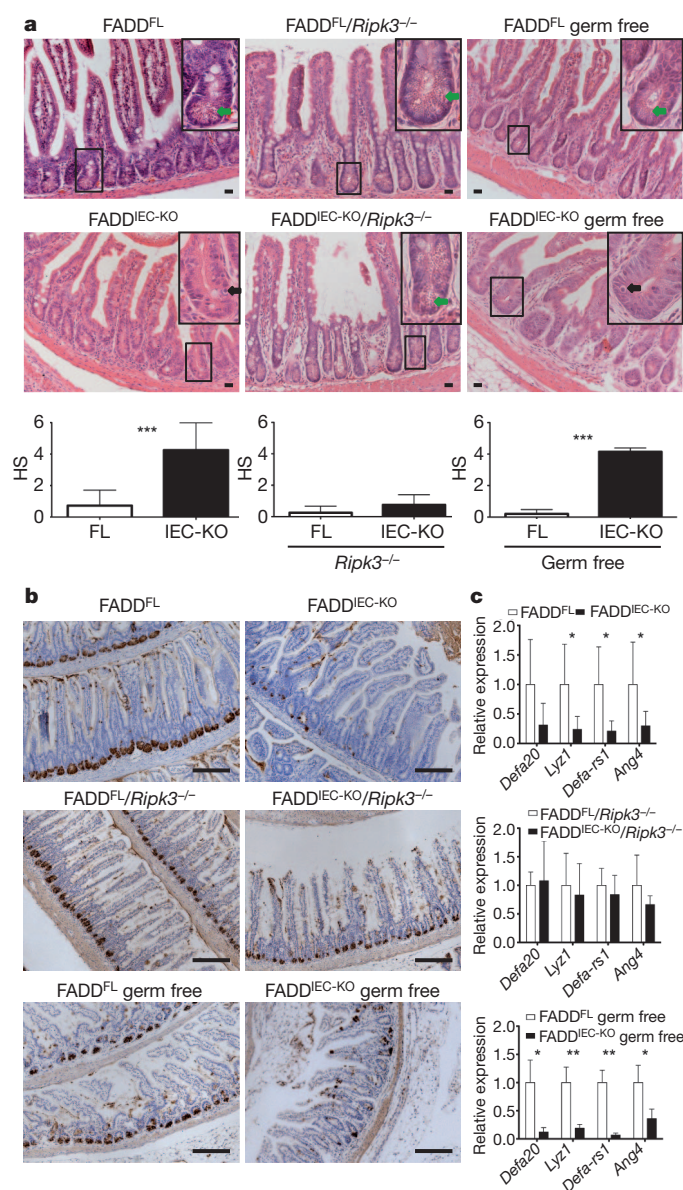 a
FADDFL
FADDFL/Ripk3–/–
FADDFL germ free
FADDIEC-KO
FADDIEC-KO/Ripk3–/–
FADDIEC-KO germ free
6
4
2
0
HS
***
FL
IEC-KO
6
4
2
0
HS
FL
IEC-KO
Ripk3–/–
6
4
2
0
HS
***
FL
IEC-KO
Germ free
b
FADDFL
FADDIEC-KO
FADDFL/Ripk3–/–
FADDIEC-KO/Ripk3–/–
FADDFL germ free
FADDIEC-KO germ free
c
FADDFL
FADDIEC-KO
Relative expression
2.0
1.5
1.0
0.5
0
*
*
*
Defa20
Lyz1
Defa-rs1
Ang4
FADDFL/Ripk3–/–
FADDIEC-KO/Ripk3–/–
Relative expression
2.0
1.5
1.0
0.5
0.0
Defa20
Lyz1
Defa-rs1
Ang4
FADDFL germ free
FADDIEC-KO germ free
Relative expression
2.0
1.5
1.0
0.5
0.0
*
**
**
*
Defa20
Lyz1
Defa-rs1
Ang4